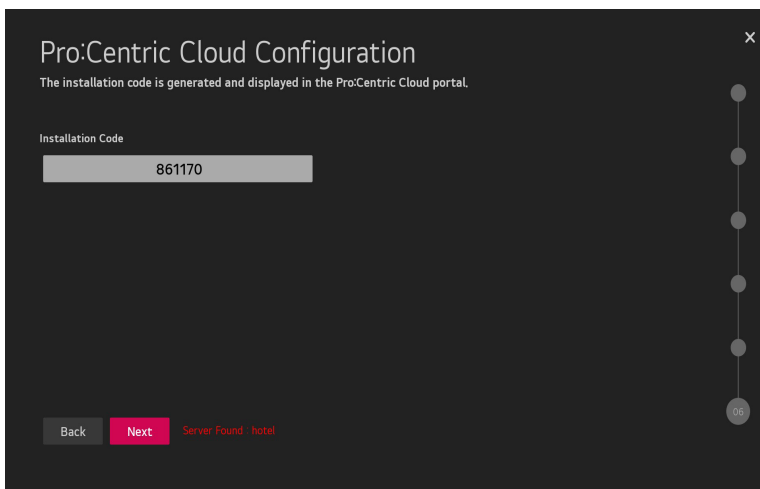 X
Pro:Centric Cloud Configuration
The installation code is generated and displayed in the Pro:Centric Cloud portal.
Installation Code
861170
06
Back
Next
Server Found : hotel